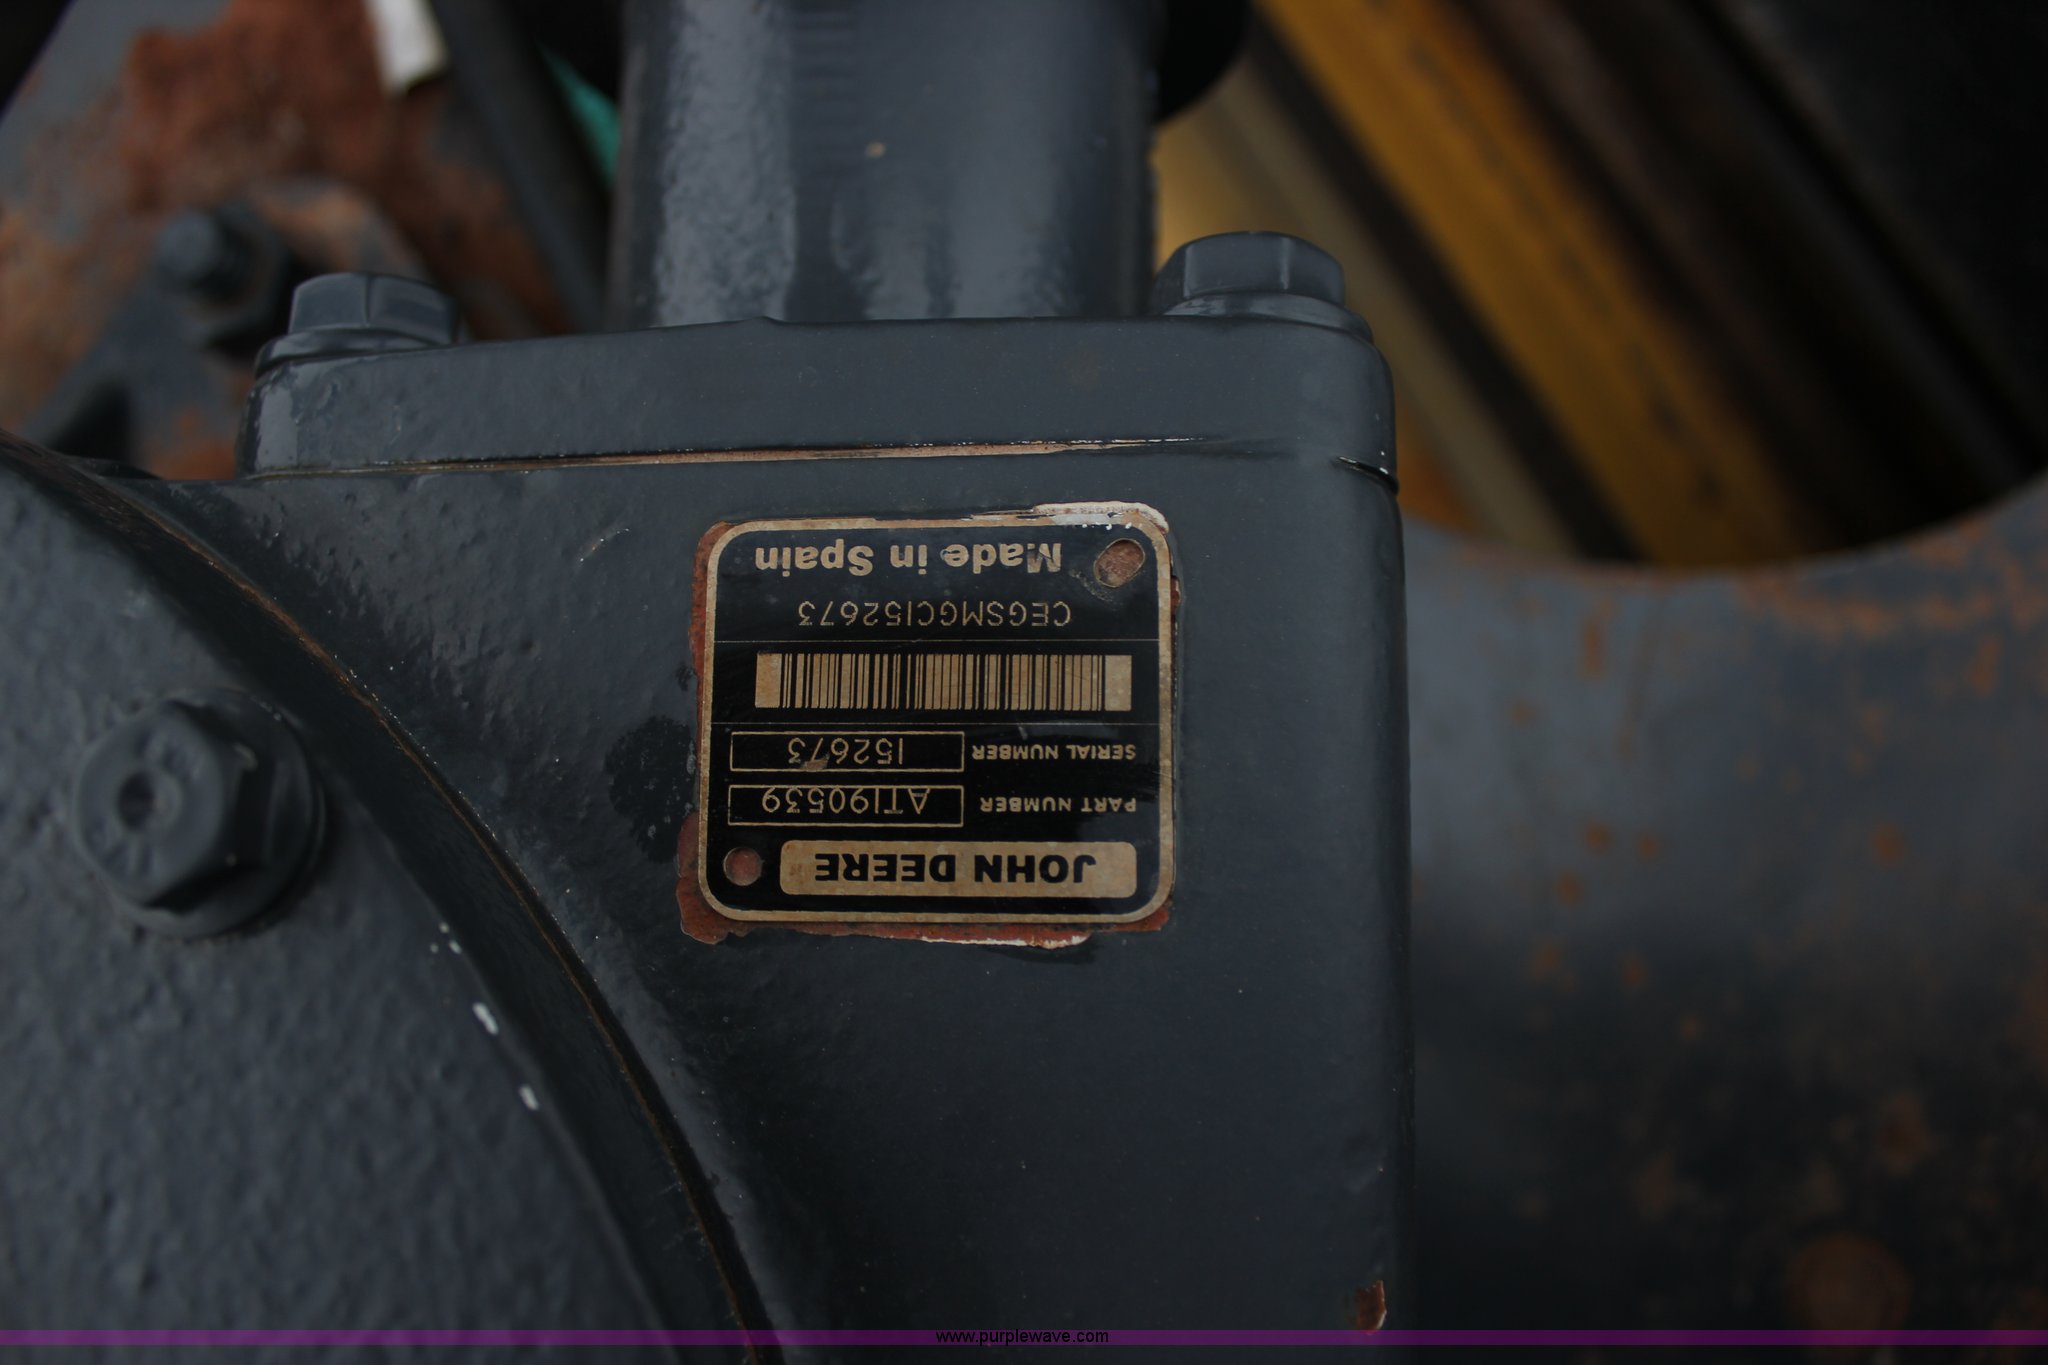 JOHN DEERE
PART NUMBER AT190539
SERIAL NUMBER 152673
CEGSMGC152673
Made in Spain
www.purplewave.com